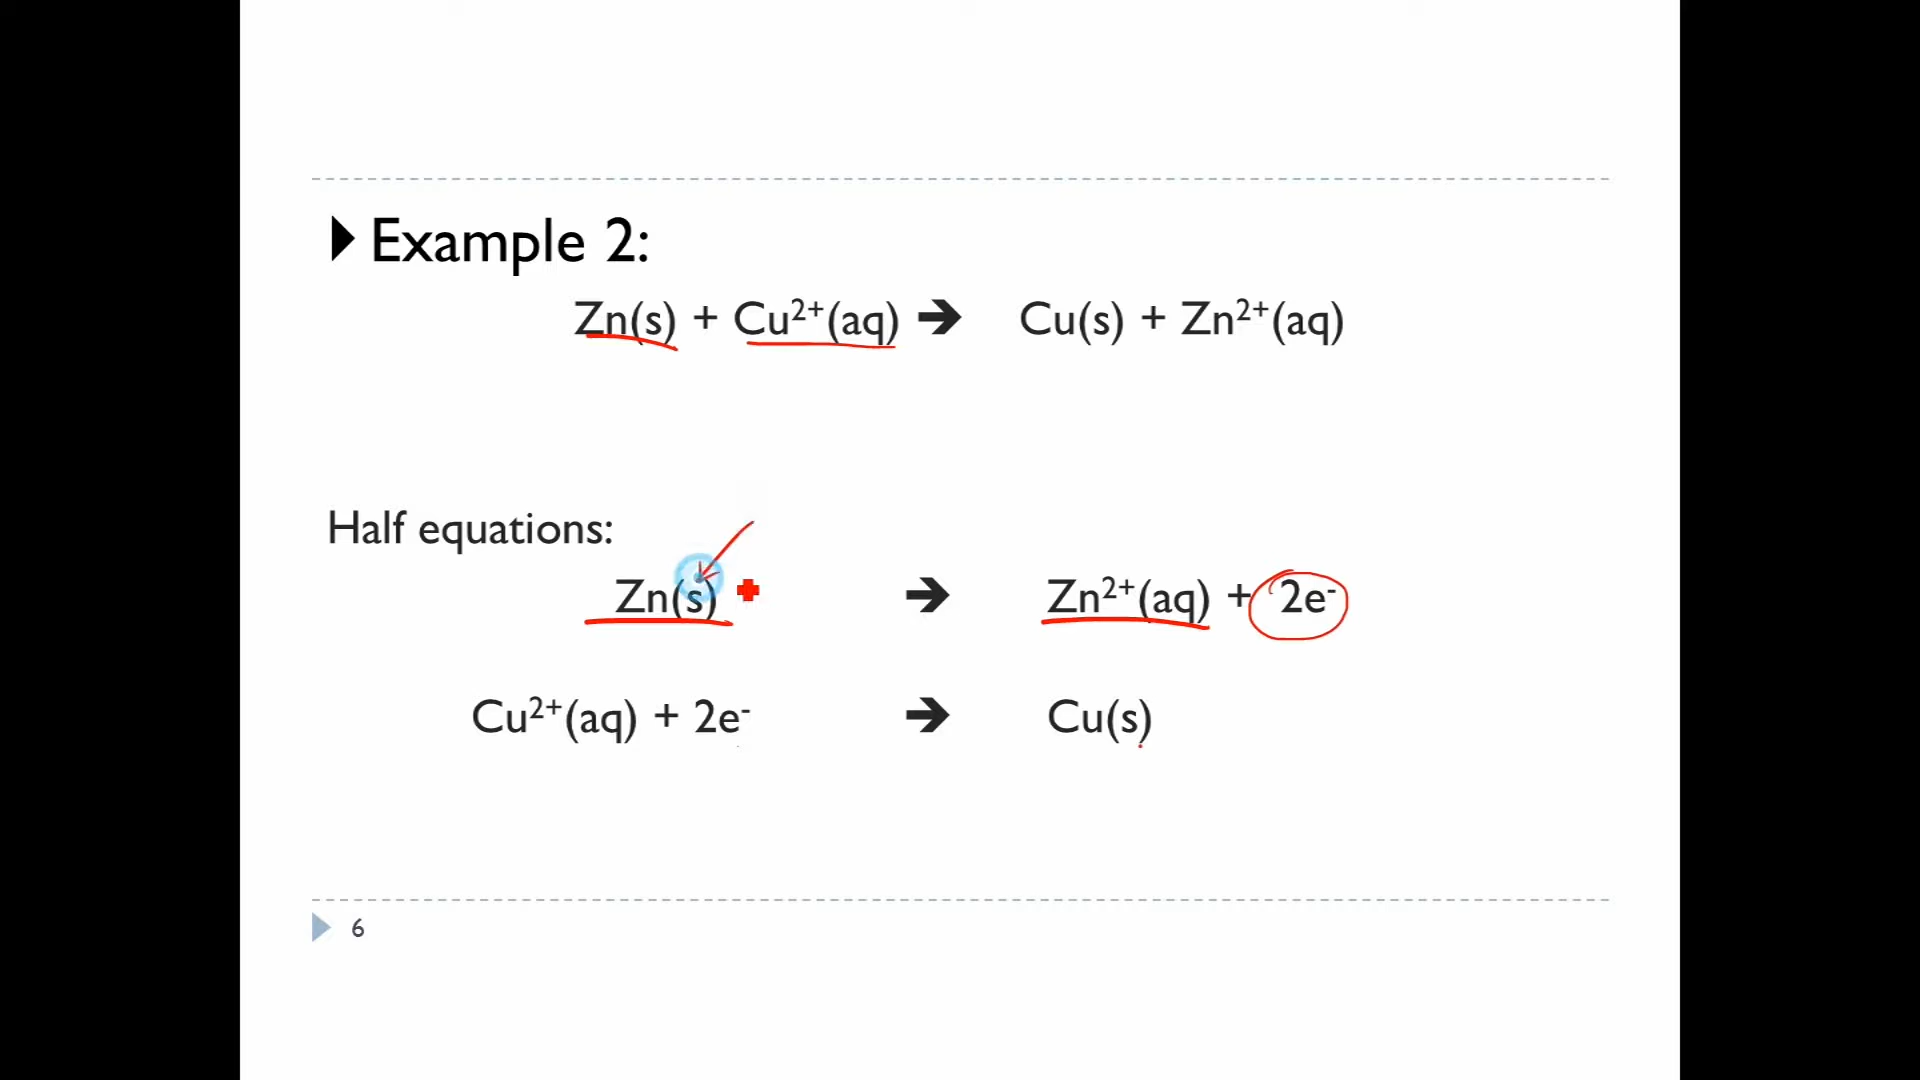 Example 2:
Zn(s) + Cu²⁺(aq) ➔ Cu(s) + Zn²⁺(aq)
Half equations:
Zn(s) ➔ Zn²⁺(aq) + 2e⁻
Cu²⁺(aq) + 2e⁻ ➔ Cu(s)
6